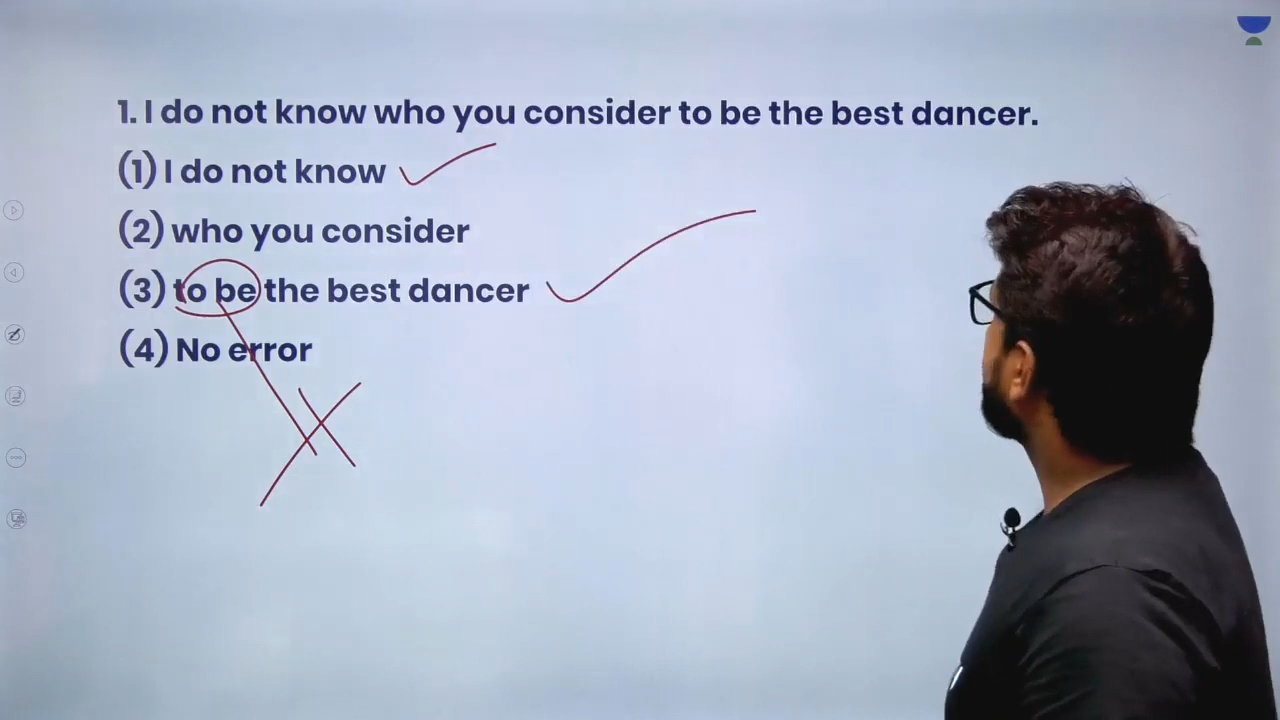 1. I do not know who you consider to be the best dancer.
(1) I do not know
(2) who you consider
(3) to be the best dancer
(4) No error